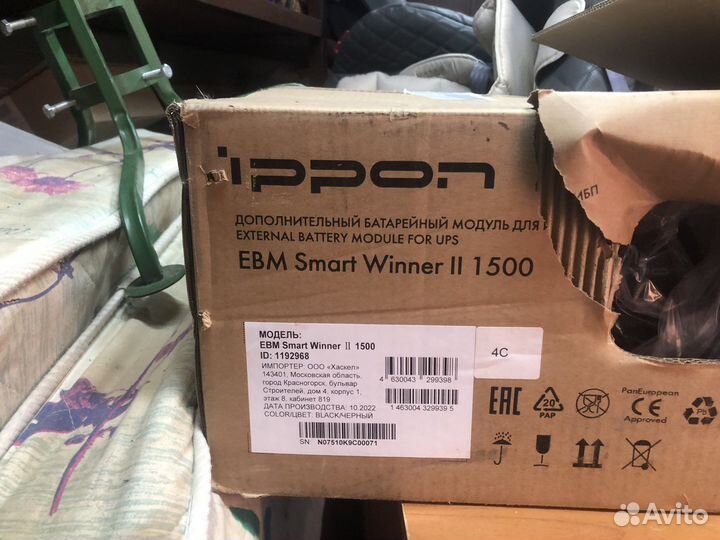 ippon
ДОПОЛНИТЕЛЬНЫЙ БАТАРЕЙНЫЙ МОДУЛЬ ДЛЯ
ИБП
EXTERNAL BATTERY MODULE FOR UPS
EBM Smart Winner II 1500
МОДЕЛЬ:
EBM Smart Winner II 1500
ID: 1192968
ИМПОРТЕР: ООО «Хаскел»
143401, Московская область,
город Красногорск, бульвар
Строителей, дом 4, корпус 1,
этаж 8, кабинет 819
ДАТА ПРОИЗВОДСТВА: 10.2022
COLOR/ЦВЕТ: BLACK/ЧЕРНЫЙ
4 630043 299398
1 463004 329939 5
SN: N07510K9C00071
4C
EAC
20
PAP
PanEuropean
CE
Approved
Pb
Avito